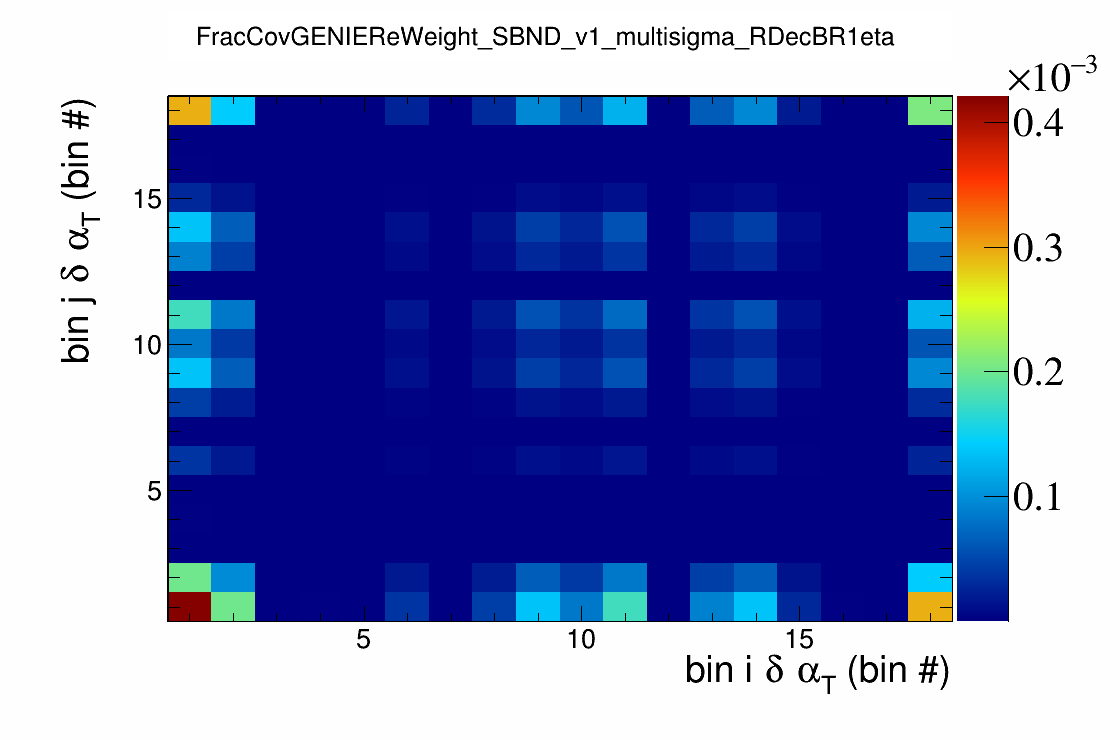 FracCovGENIEReWeight_SBND_v1_multisigma_RDecBR1eta
×10⁻³
0.4
0.3
0.2
0.1
bin j δ α_T (bin #)
15
10
5
5 10 15
bin i δ α_T (bin #)